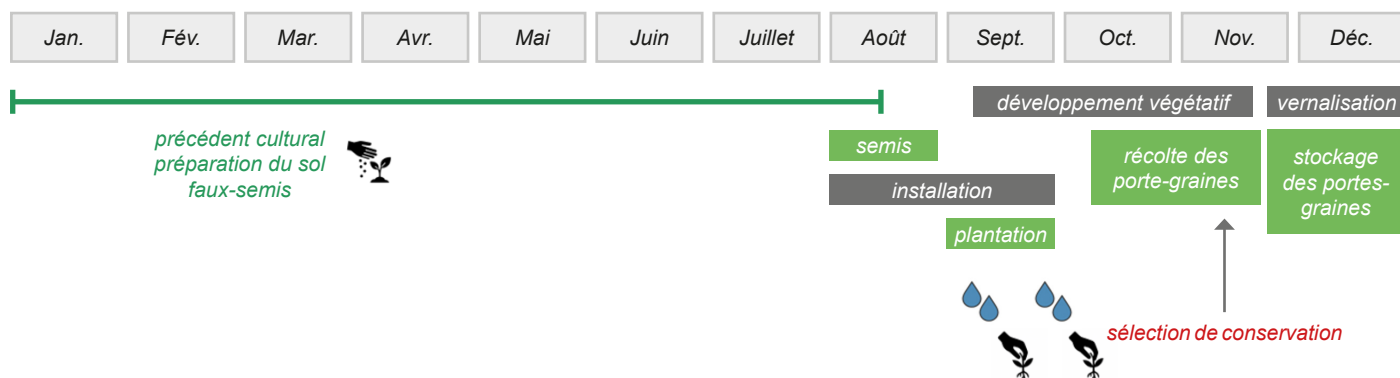 Jan. Fév. Mar. Avr. Mai Juin Juillet Août Sept. Oct. Nov. Déc.
développement végétatif vernalisation
précédent cultural
préparation du sol
faux-semis
semis
installation
plantation
récolte des
porte-graines
stockage
des portes-
graines
sélection de conservation